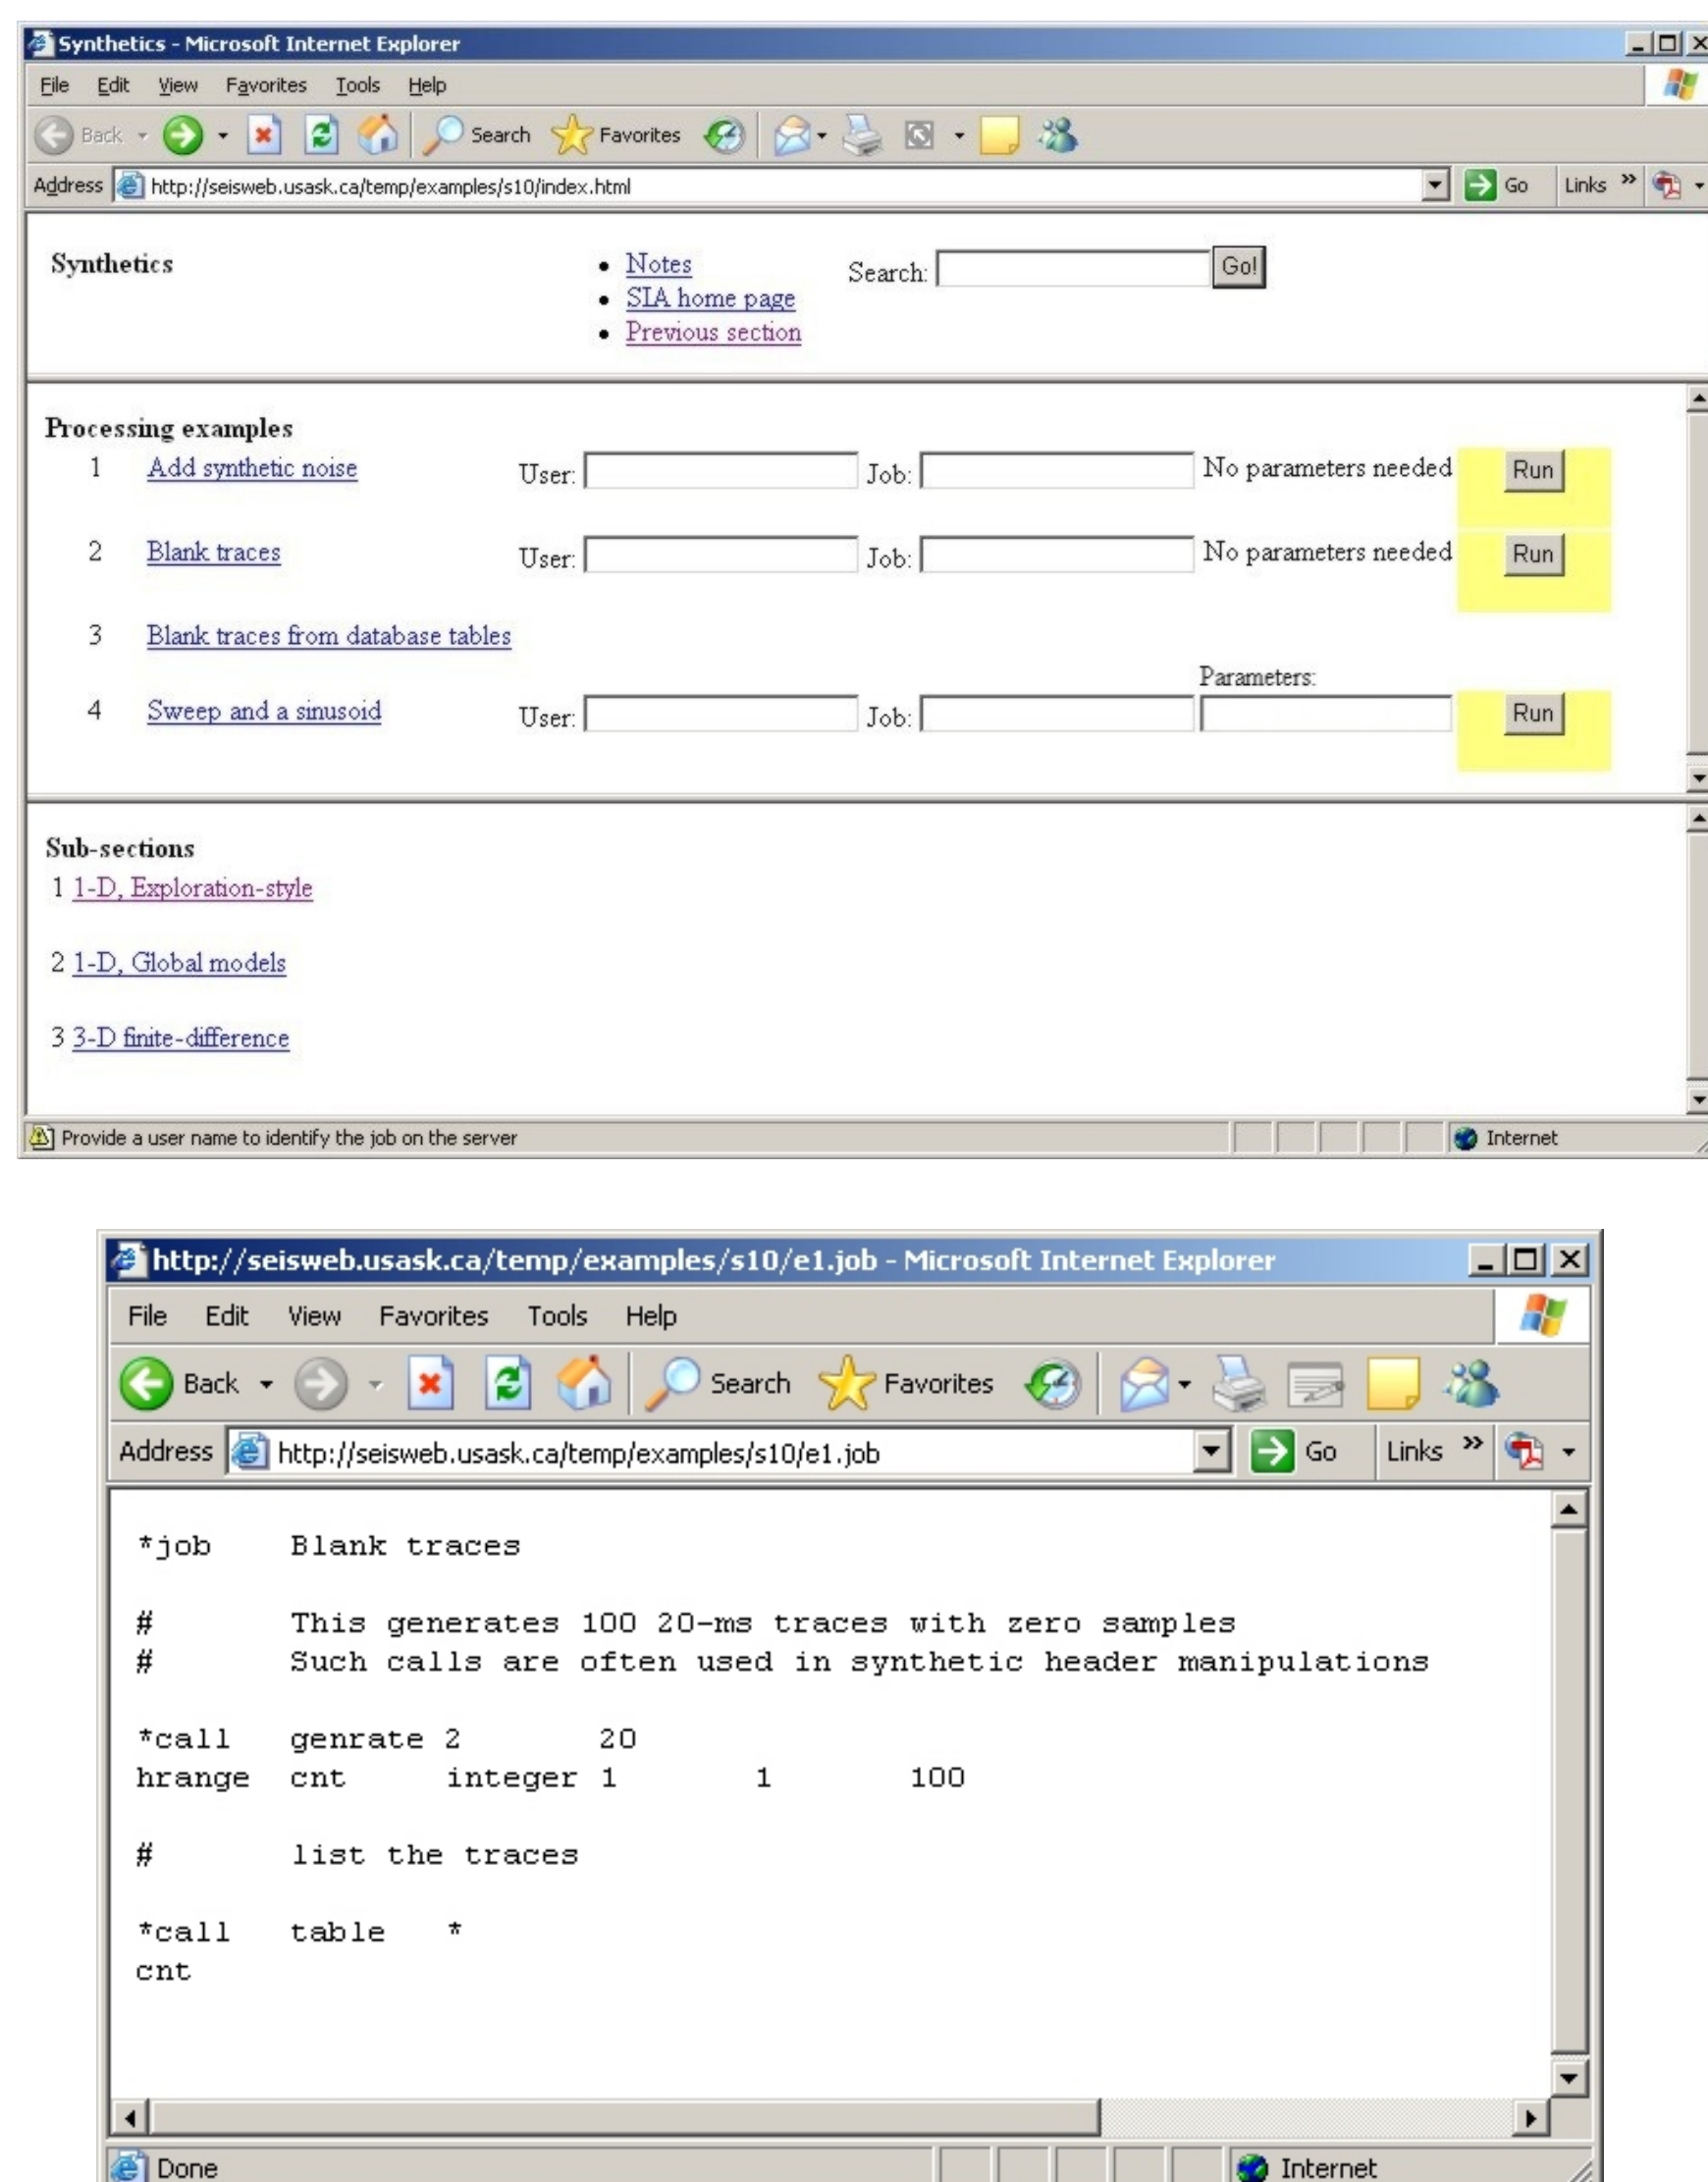 Synthetics - Microsoft Internet Explorer
File Edit View Favorites Tools Help
Back Search Favorites
Address http://seisweb.usask.ca/temp/examples/s10/index.html Go Links »
Synthetics
• Notes
• SIA home page
• Previous section
Search: Go!
Processing examples
1 Add synthetic noise User: Job: No parameters needed Run
2 Blank traces User: Job: No parameters needed Run
3 Blank traces from database tables
Parameters:
4 Sweep and a sinusoid User: Job: Run
Sub-sections
1 1-D, Exploration-style
2 1-D, Global models
3 3-D finite-difference
Provide a user name to identify the job on the server Internet
http://seisweb.usask.ca/temp/examples/s10/e1.job - Microsoft Internet Explorer
File Edit View Favorites Tools Help
Back Search Favorites
Address http://seisweb.usask.ca/temp/examples/s10/e1.job Go Links »
*job Blank traces
# This generates 100 20-ms traces with zero samples
# Such calls are often used in synthetic header manipulations
*call genrate 2 20
hrange cnt integer 1 1 100
# list the traces
*call table *
cnt
Done Internet